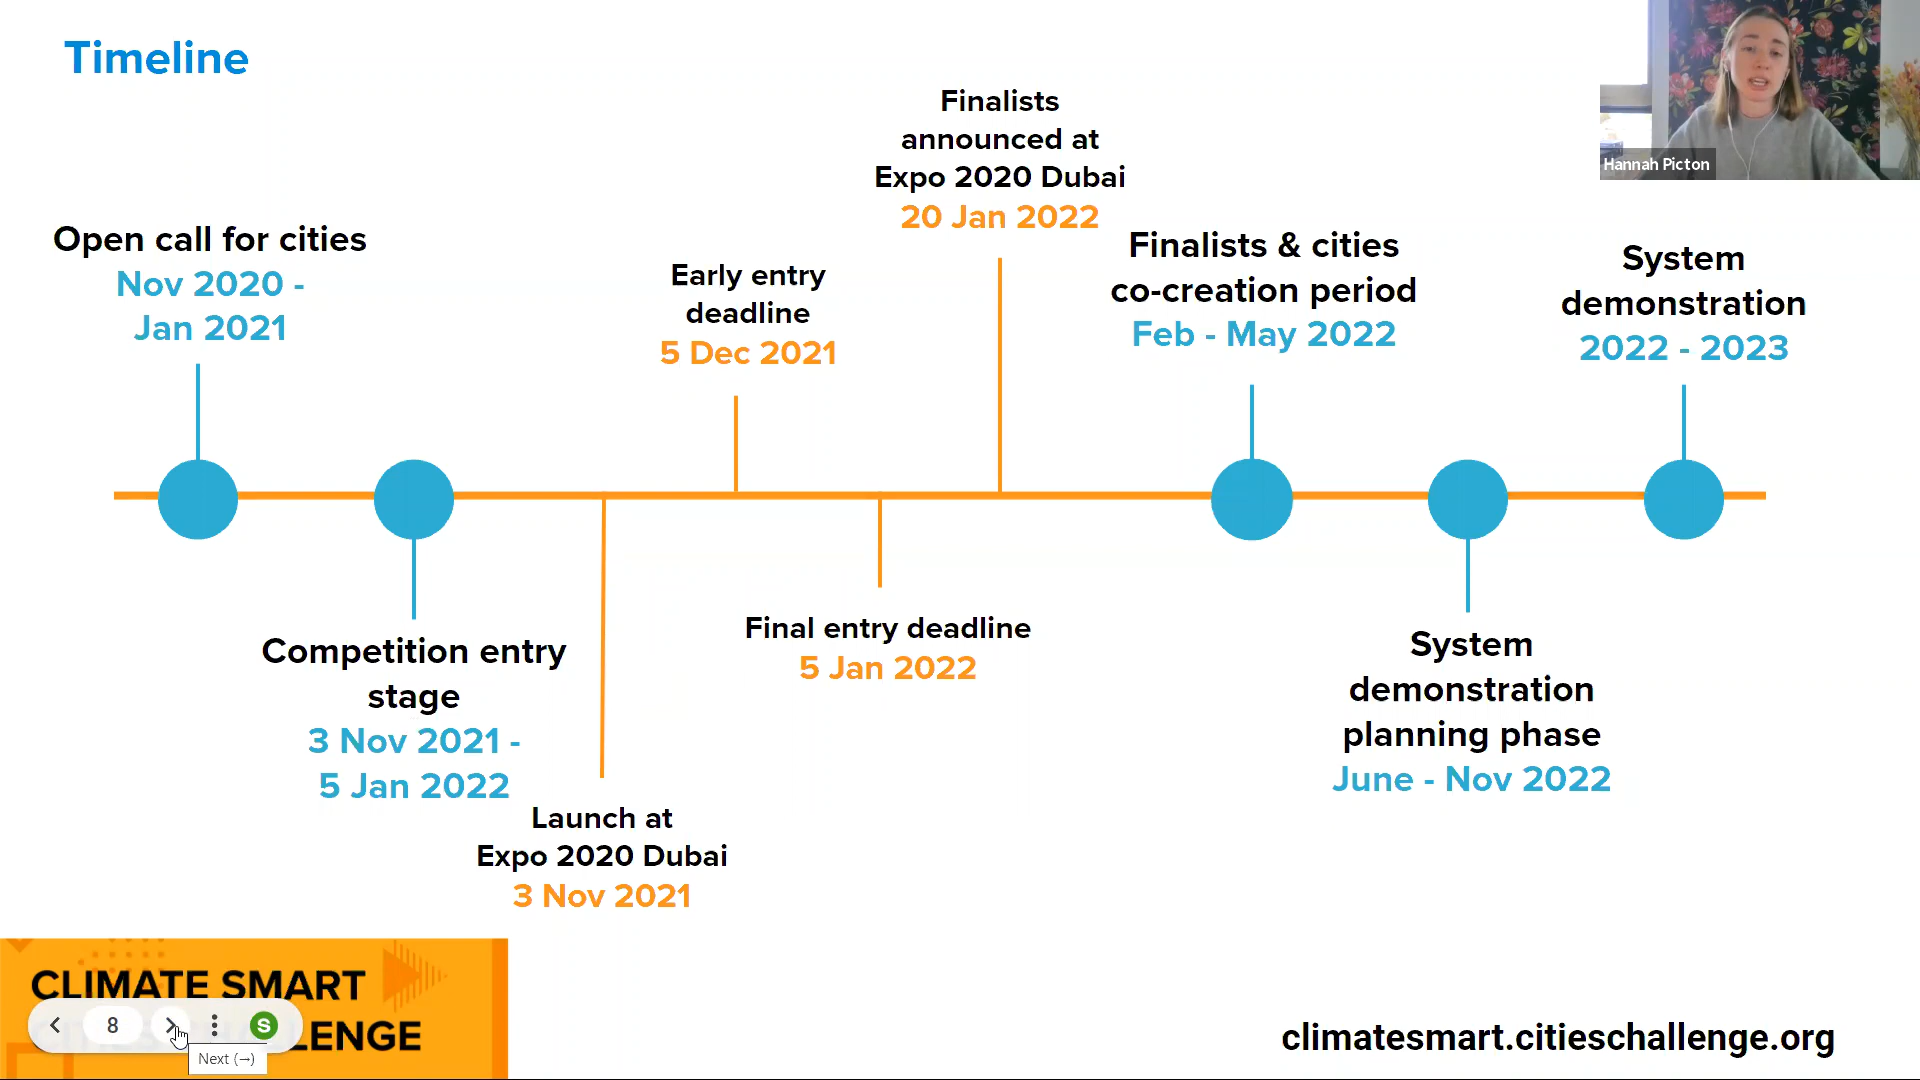 Timeline
Hannah Picton
Open call for cities
Nov 2020 -
Jan 2021
Competition entry
stage
3 Nov 2021 -
5 Jan 2022
Launch at
Expo 2020 Dubai
3 Nov 2021
Early entry
deadline
5 Dec 2021
Final entry deadline
5 Jan 2022
Finalists
announced at
Expo 2020 Dubai
20 Jan 2022
Finalists & cities
co-creation period
Feb - May 2022
System
demonstration
planning phase
June - Nov 2022
System
demonstration
2022 - 2023
CLIMATE SMART
LENGE
8
S
Next (→)
climatesmart.citieschallenge.org